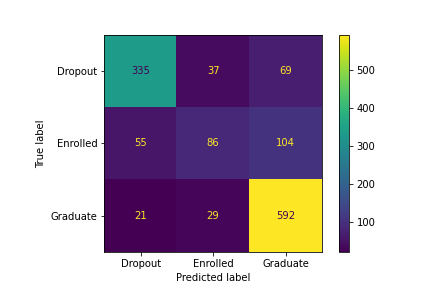 Dropout 335 37 69
Enrolled 55 86 104
Graduate 21 29 592
Dropout Enrolled Graduate
Predicted label
True label
500
400
300
200
100